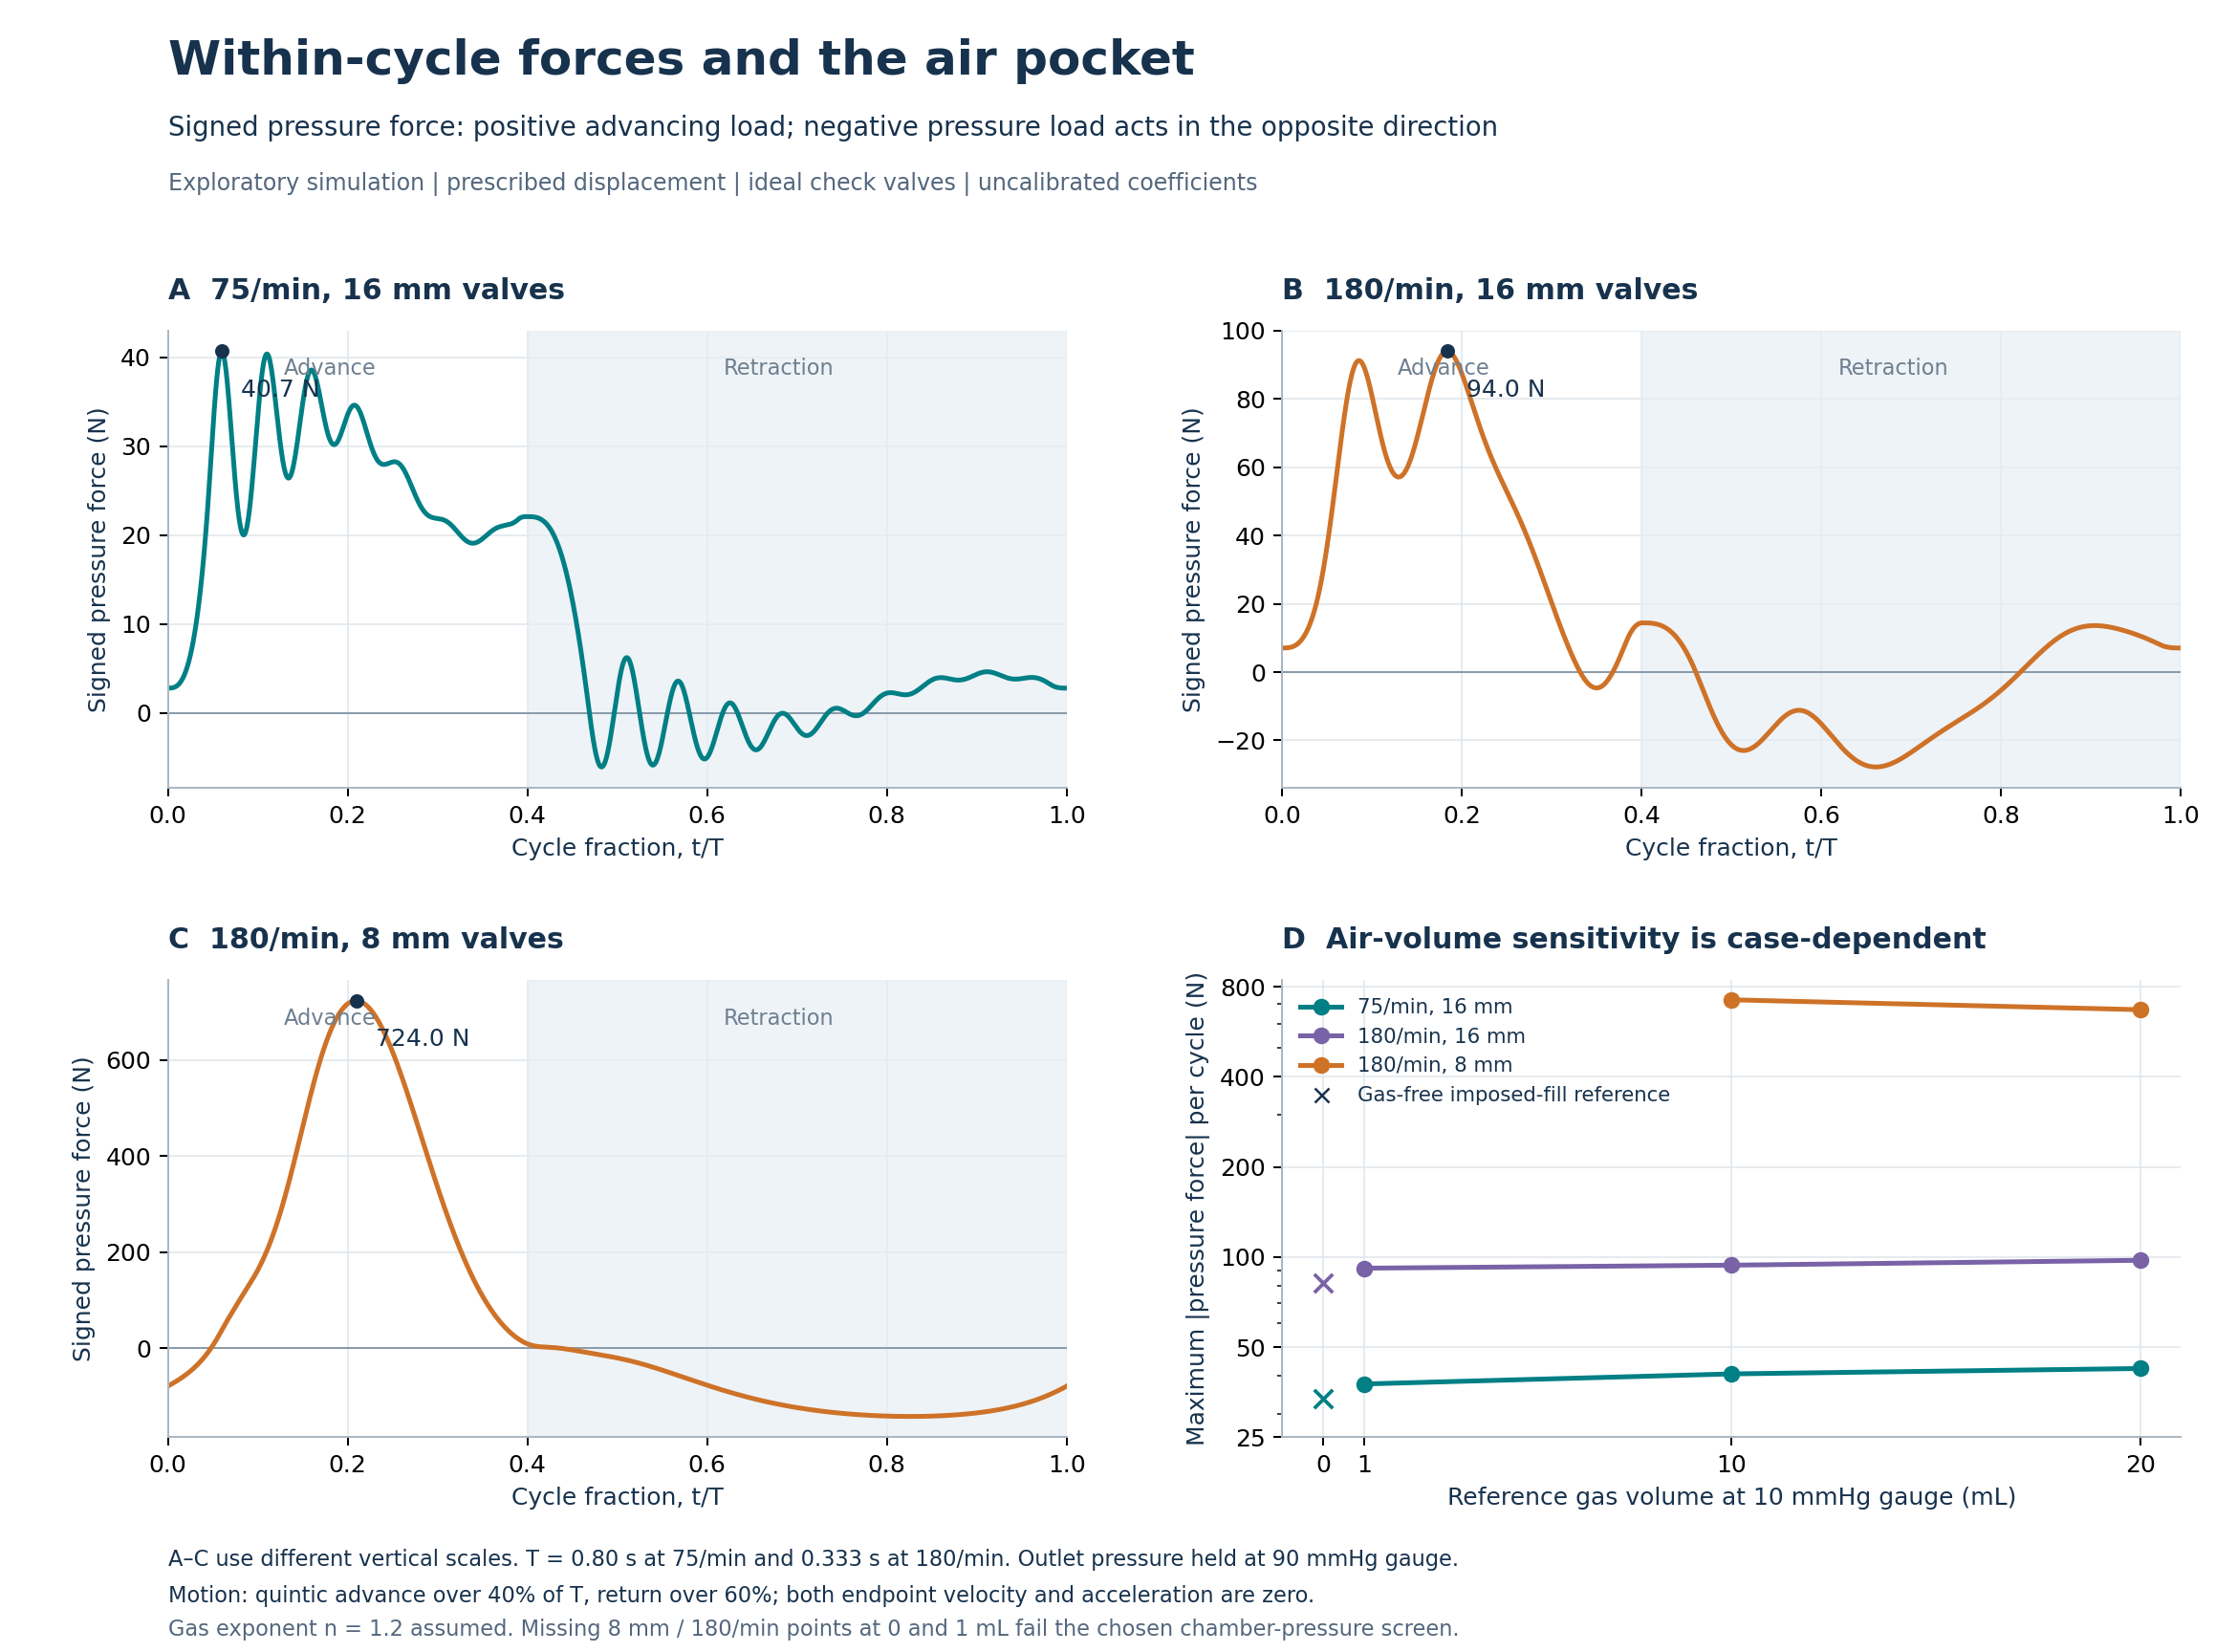 Within-cycle forces and the air pocket
Signed pressure force: positive advancing load; negative pressure load acts in the opposite direction
Exploratory simulation | prescribed displacement | ideal check valves | uncalibrated coefficients
A 75/min, 16 mm valves
Signed pressure force (N)
40
30
20
10
0
Advance
Retraction
40.7 N
0.0 0.2 0.4 0.6 0.8 1.0
Cycle fraction, t/T
B 180/min, 16 mm valves
Signed pressure force (N)
100
80
60
40
20
0
−20
Advance
Retraction
94.0 N
0.0 0.2 0.4 0.6 0.8 1.0
Cycle fraction, t/T
C 180/min, 8 mm valves
Signed pressure force (N)
600
400
200
0
Advance
Retraction
724.0 N
0.0 0.2 0.4 0.6 0.8 1.0
Cycle fraction, t/T
D Air-volume sensitivity is case-dependent
Maximum |pressure force| per cycle (N)
800
400
200
100
50
25
75/min, 16 mm
180/min, 16 mm
180/min, 8 mm
Gas-free imposed-fill reference
0 1 10 20
Reference gas volume at 10 mmHg gauge (mL)
A–C use different vertical scales. T = 0.80 s at 75/min and 0.333 s at 180/min. Outlet pressure held at 90 mmHg gauge.
Motion: quintic advance over 40% of T, return over 60%; both endpoint velocity and acceleration are zero.
Gas exponent n = 1.2 assumed. Missing 8 mm / 180/min points at 0 and 1 mL fail the chosen chamber-pressure screen.